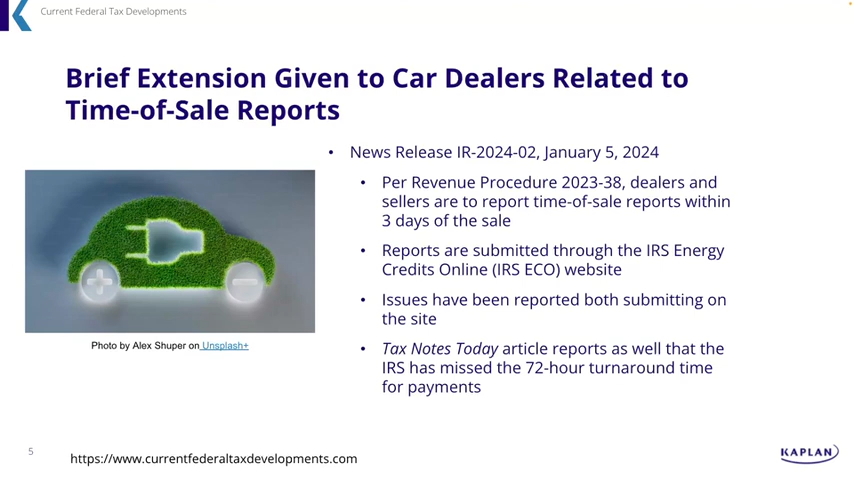 Current Federal Tax Developments
Brief Extension Given to Car Dealers Related to
Time-of-Sale Reports
• News Release IR-2024-02, January 5, 2024
• Per Revenue Procedure 2023-38, dealers and
sellers are to report time-of-sale reports within
3 days of the sale
• Reports are submitted through the IRS Energy
Credits Online (IRS ECO) website
• Issues have been reported both submitting on
the site
• Tax Notes Today article reports as well that the
IRS has missed the 72-hour turnaround time
for payments
Photo by Alex Shuper on Unsplash+
5
https://www.currentfederaltaxdevelopments.com
KAPLAN